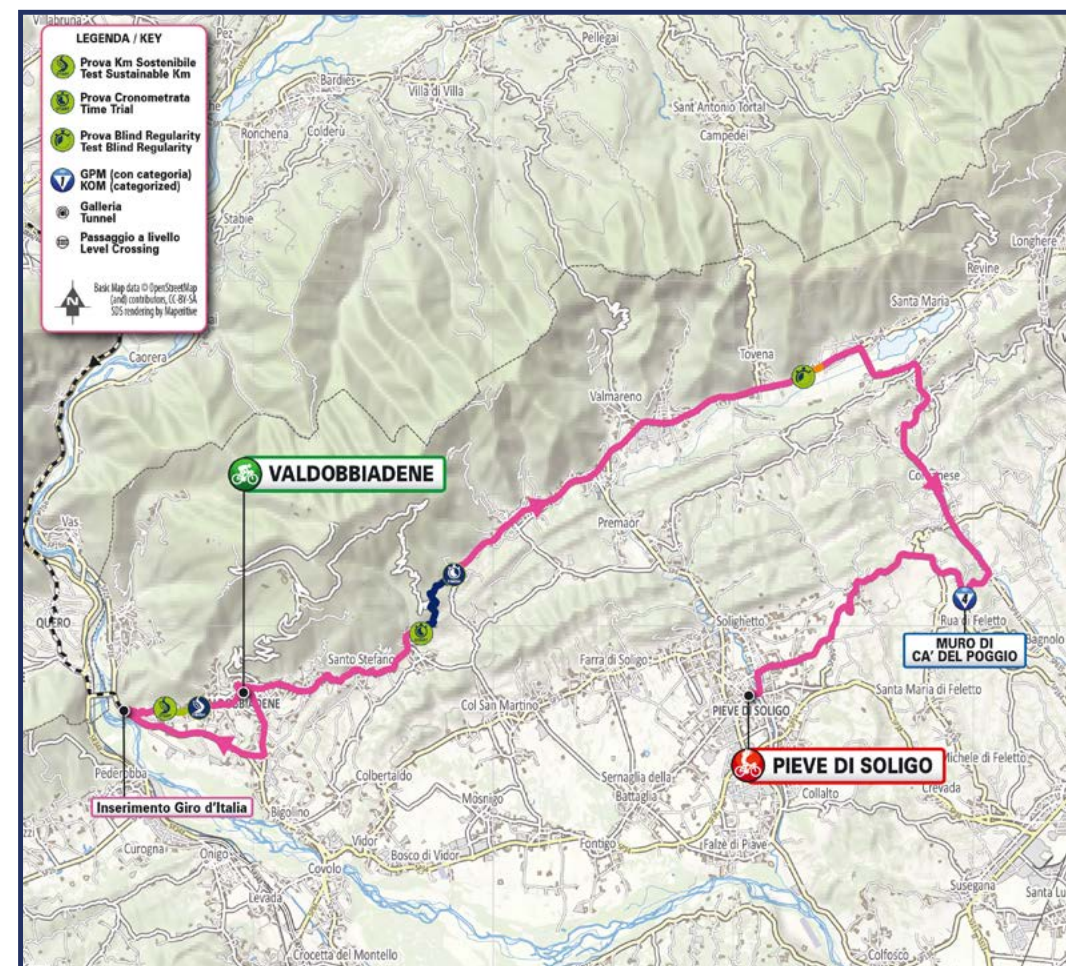 LEGENDA / KEY
Prova Km Sostenibile
Test Sustainable Km
Prova Cronometrata
Time Trial
Prova Blind Regularity
Test Blind Regularity
GPM (con categoria)
KOM (categorized)
Galleria
Tunnel
Passaggio a livello
Level Crossing
N
Basic Map data © OpenStreetMap
(and) contributors, CC-BY-SA
SDS rendering by Maperitive
Villabruna
Pez
Pellegai
Bardies
Villa di Villa
Sant'Antonio Tortal
Ronchena
Colderù
Campedei
Stabie
Longhere
Revine
Santa Maria
Caorera
Tovena
Valmareno
VALDOBBIADENE
Vas
Premaor
QUERO
Solighetto
Rua di Feletto
Bagnolo
MURO DI
CA' DEL POGGIO
Santo Stefano
Farra di Soligo
Santa Maria di Feletto
Col San Martino
PIEVE DI SOLIGO
PIEVE DI SOLIGO
Michele di Feletto
Pederobba
Colbertaldo
Sernaglia della
Battaglia
Collalto
Crevada
Inserimento Giro d'Italia
Mosnigo
Bigolino
Vidor
Curogna
Onigo
Bosco di Vidor
Fontigo
Falzè di Piave
Covolo
Levada
Susegana
Santa Lu
Crocetta del Montello
Colfosco